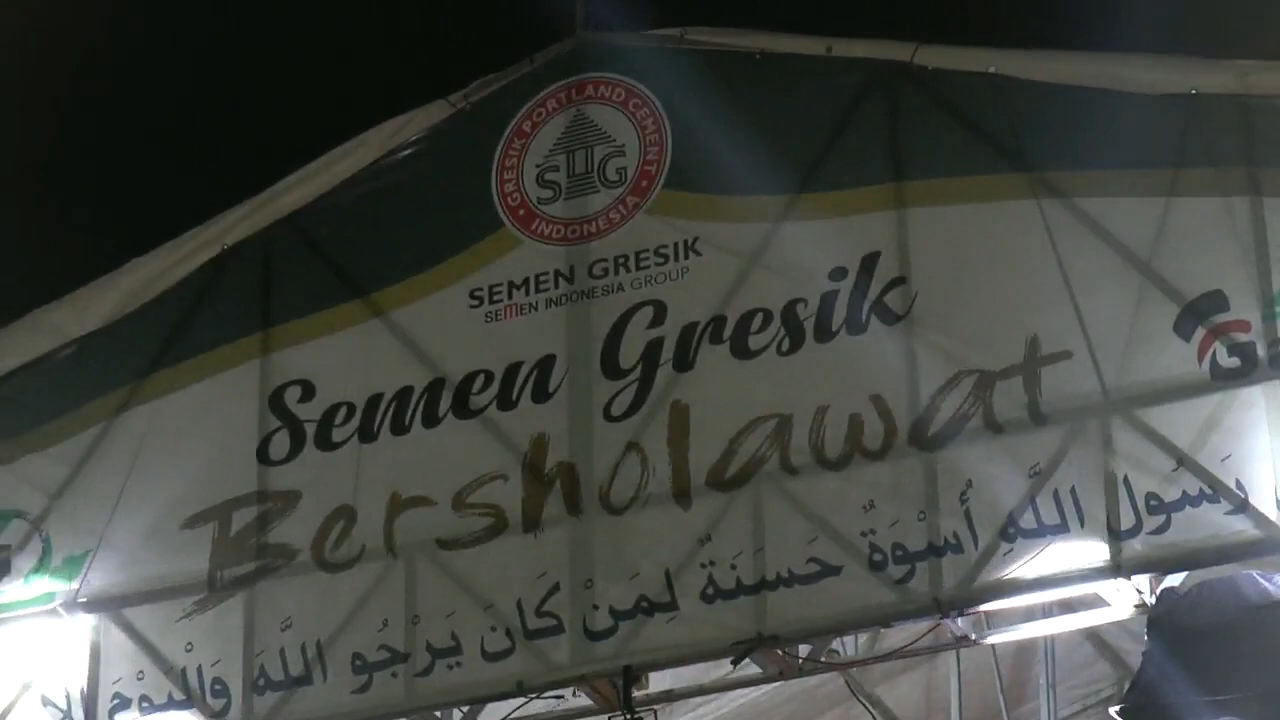 GRESIK PORTLAND CEMENT
SG
INDONESIA
SEMEN GRESIK
SEMEN INDONESIA GROUP
Semen Gresik
Bersholawat
رَسُولِ اللَّهِ أُسْوَةٌ حَسَنَةٌ لِمَنْ كَانَ يَرْجُو اللَّهَ وَالْيَوْمَ